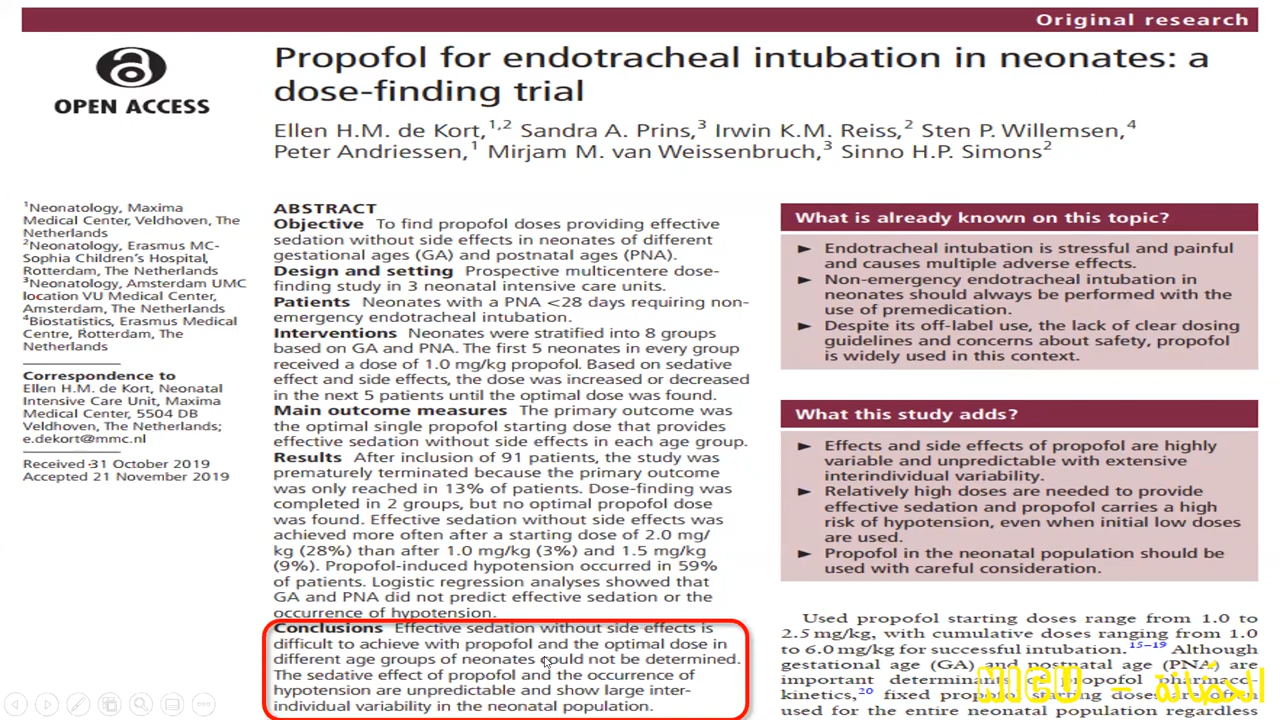 Original research
OPEN ACCESS
Propofol for endotracheal intubation in neonates: a
dose-finding trial
Ellen H.M. de Kort,1,2 Sandra A. Prins,3 Irwin K.M. Reiss,2 Sten P. Willemsen,4
Peter Andriessen,1 Mirjam M. van Weissenbruch,3 Sinno H.P. Simons2
1Neonatology, Maxima
Medical Center, Veldhoven, The
Netherlands
2Neonatology, Erasmus MC-
Sophia Children's Hospital,
Rotterdam, The Netherlands
3Neonatology, Amsterdam UMC
location VU Medical Center,
Amsterdam, The Netherlands
4Biostatistics, Erasmus Medical
Centre, Rotterdam, The
Netherlands
Correspondence to
Ellen H.M. de Kort, Neonatal
Intensive Care Unit, Maxima
Medical Center, 5504 DB
Veldhoven, The Netherlands;
e.dekort@mmc.nl
Received 31 October 2019
Accepted 21 November 2019
ABSTRACT
Objective To find propofol doses providing effective
sedation without side effects in neonates of different
gestational ages (GA) and postnatal ages (PNA).
Design and setting Prospective multicentere dose-
finding study in 3 neonatal intensive care units.
Patients Neonates with a PNA <28 days requiring non-
emergency endotracheal intubation.
Interventions Neonates were stratified into 8 groups
based on GA and PNA. The first 5 neonates in every group
received a dose of 1.0 mg/kg propofol. Based on sedative
effect and side effects, the dose was increased or decreased
in the next 5 patients until the optimal dose was found.
Main outcome measures The primary outcome was
the optimal single propofol starting dose that provides
effective sedation without side effects in each age group.
Results After inclusion of 91 patients, the study was
prematurely terminated because the primary outcome
was only reached in 13% of patients. Dose-finding was
completed in 2 groups, but no optimal propofol dose
was found. Effective sedation without side effects was
achieved more often after a starting dose of 2.0 mg/
kg (28%) than after 1.0 mg/kg (3%) and 1.5 mg/kg
(9%). Propofol-induced hypotension occurred in 59%
of patients. Logistic regression analyses showed that
GA and PNA did not predict effective sedation or the
occurrence of hypotension.
Conclusions Effective sedation without side effects is
difficult to achieve with propofol and the optimal dose in
different age groups of neonates could not be determined.
The sedative effect of propofol and the occurrence of
hypotension are unpredictable and show large inter-
individual variability in the neonatal population.
What is already known on this topic?
► Endotracheal intubation is stressful and painful
and causes multiple adverse effects.
► Non-emergency endotracheal intubation in
neonates should always be performed with the
use of premedication.
► Despite its off-label use, the lack of clear dosing
guidelines and concerns about safety, propofol
is widely used in this context.
What this study adds?
► Effects and side effects of propofol are highly
variable and unpredictable with extensive
interindividual variability.
► Relatively high doses are needed to provide
effective sedation and propofol carries a high
risk of hypotension, even when initial low doses
are used.
► Propofol in the neonatal population should be
used with careful consideration.
Used propofol starting doses range from 1.0 to
2.5 mg/kg, with cumulative doses ranging from 1.0
to 6.0 mg/kg for successful intubation.15–19 Although
gestational age (GA) and postnatal age (PNA) are
important determinants of propofol pharmaco-
kinetics,20 fixed propofol starting doses are often
used for the entire neonatal population regardless
NICU – الحضانة